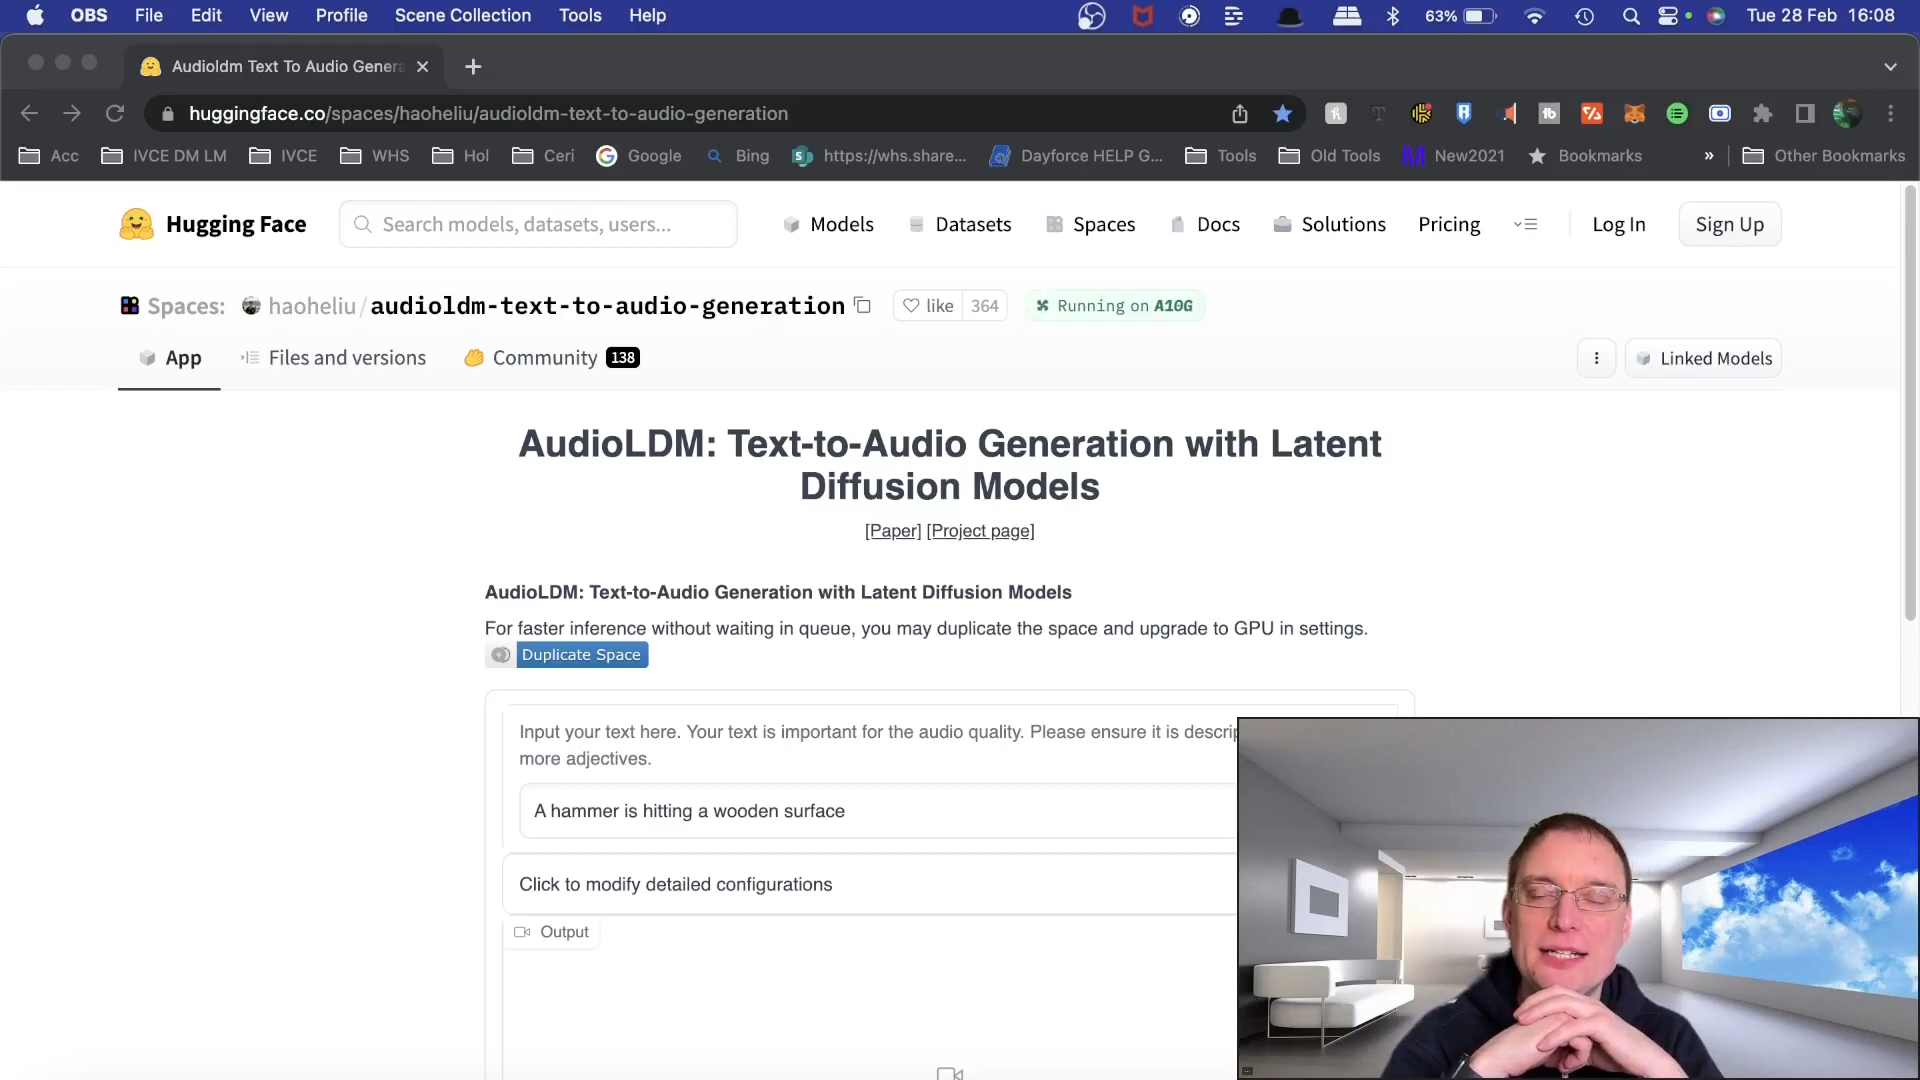 OBS File Edit View Profile Scene Collection Tools Help 63% Tue 28 Feb 16:08
Audioldm Text To Audio Genera
huggingface.co/spaces/haoheliu/audioldm-text-to-audio-generation
Acc IVCE DM LM IVCE WHS Hol Ceri Google Bing https://whs.share... Dayforce HELP G... Tools Old Tools New2021 Bookmarks » Other Bookmarks
Hugging Face Search models, datasets, users... Models Datasets Spaces Docs Solutions Pricing Log In Sign Up
Spaces: haoheliu/audioldm-text-to-audio-generation like 364 Running on A10G
App Files and versions Community 138 Linked Models
AudioLDM: Text-to-Audio Generation with Latent
Diffusion Models
[Paper] [Project page]
AudioLDM: Text-to-Audio Generation with Latent Diffusion Models
For faster inference without waiting in queue, you may duplicate the space and upgrade to GPU in settings.
Duplicate Space
Input your text here. Your text is important for the audio quality. Please ensure it is descrip
more adjectives.
A hammer is hitting a wooden surface
Click to modify detailed configurations
Output